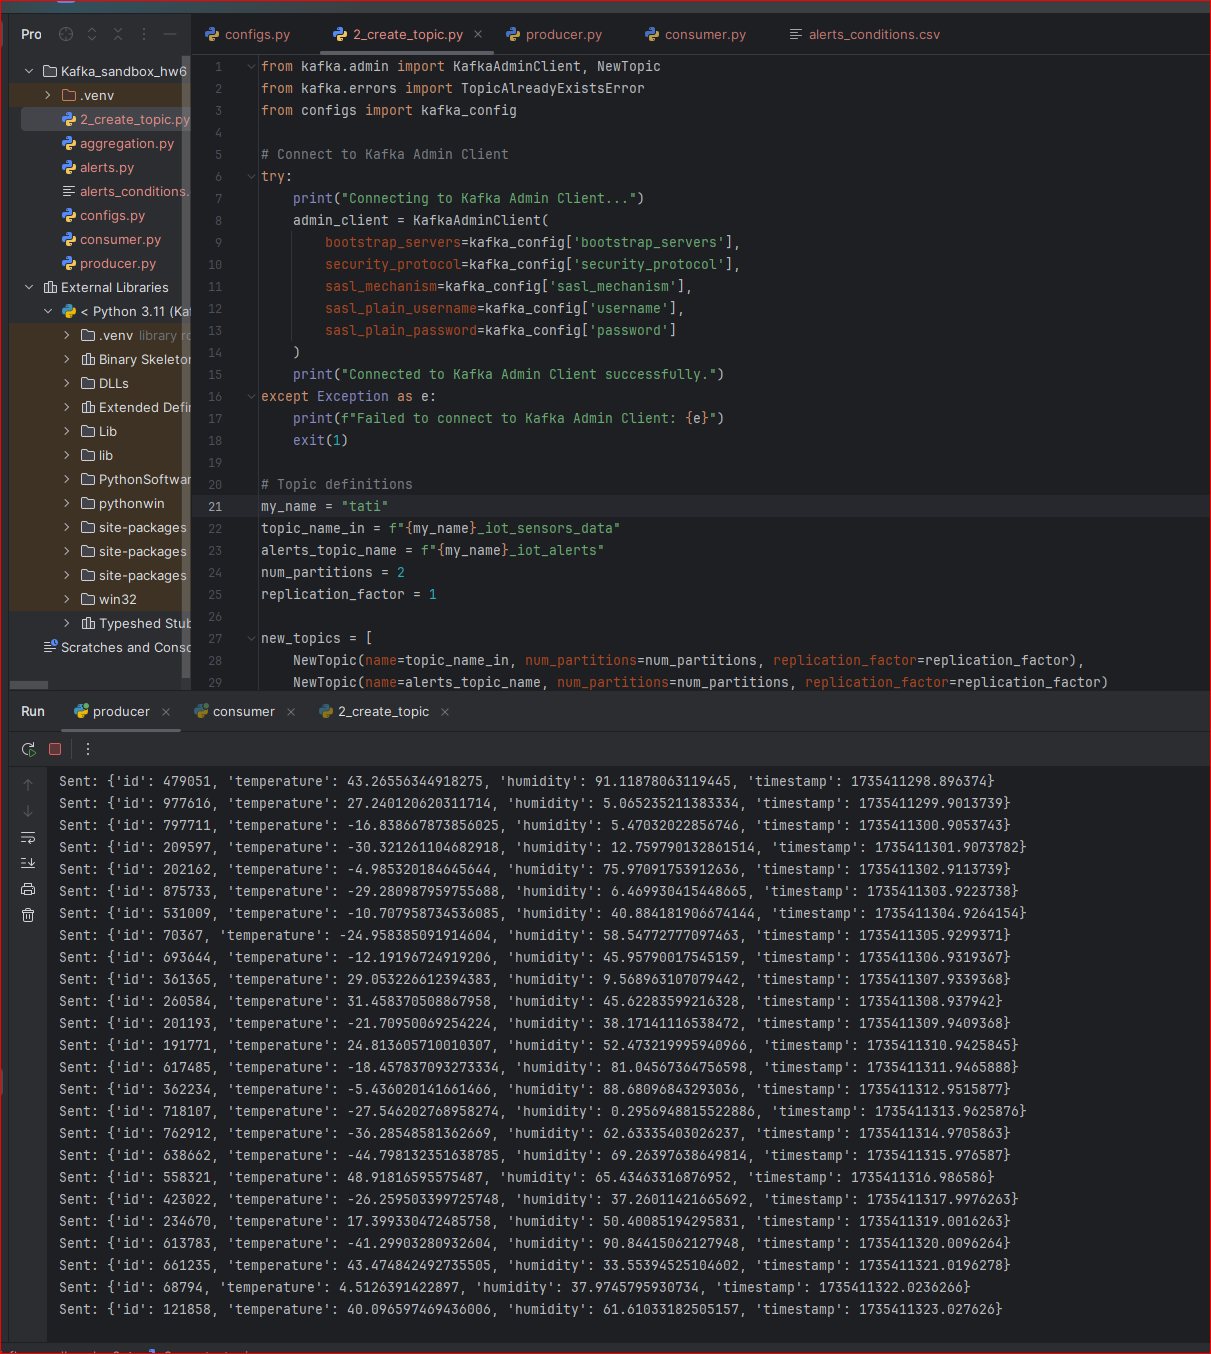 Pro
configs.py
2_create_topic.py
producer.py
consumer.py
alerts_conditions.csv
Kafka_sandbox_hw6
.venv
2_create_topic.py
aggregation.py
alerts.py
alerts_conditions.
configs.py
consumer.py
producer.py
External Libraries
< Python 3.11 (Kaf
.venv library ro
Binary Skeleton
DLLs
Extended Defin
Lib
lib
PythonSoftwar
pythonwin
site-packages
site-packages
site-packages
win32
Typeshed Stub
Scratches and Conso
1 from kafka.admin import KafkaAdminClient, NewTopic
2 from kafka.errors import TopicAlreadyExistsError
3 from configs import kafka_config
4
5 # Connect to Kafka Admin Client
6 try:
7 print("Connecting to Kafka Admin Client...")
8 admin_client = KafkaAdminClient(
9 bootstrap_servers=kafka_config['bootstrap_servers'],
10 security_protocol=kafka_config['security_protocol'],
11 sasl_mechanism=kafka_config['sasl_mechanism'],
12 sasl_plain_username=kafka_config['username'],
13 sasl_plain_password=kafka_config['password']
14 )
15 print("Connected to Kafka Admin Client successfully.")
16 except Exception as e:
17 print(f"Failed to connect to Kafka Admin Client: {e}")
18 exit(1)
19
20 # Topic definitions
21 my_name = "tati"
22 topic_name_in = f"{my_name}_iot_sensors_data"
23 alerts_topic_name = f"{my_name}_iot_alerts"
24 num_partitions = 2
25 replication_factor = 1
26
27 new_topics = [
28 NewTopic(name=topic_name_in, num_partitions=num_partitions, replication_factor=replication_factor),
29 NewTopic(name=alerts_topic_name, num_partitions=num_partitions, replication_factor=replication_factor)
Run
producer
consumer
2_create_topic
Sent: {'id': 479051, 'temperature': 43.26556344918275, 'humidity': 91.11878063119445, 'timestamp': 1735411298.896374}
Sent: {'id': 977616, 'temperature': 27.240120620311714, 'humidity': 5.065235211383334, 'timestamp': 1735411299.9013739}
Sent: {'id': 797711, 'temperature': -16.838667873856025, 'humidity': 5.47032022856746, 'timestamp': 1735411300.9053743}
Sent: {'id': 209597, 'temperature': -30.321261104682918, 'humidity': 12.759790132861514, 'timestamp': 1735411301.9073782}
Sent: {'id': 202162, 'temperature': -4.985320184645644, 'humidity': 75.97091753912636, 'timestamp': 1735411302.9113739}
Sent: {'id': 875733, 'temperature': -29.280987959755688, 'humidity': 6.469930415448665, 'timestamp': 1735411303.9223738}
Sent: {'id': 531009, 'temperature': -10.707958734536085, 'humidity': 40.884181906674144, 'timestamp': 1735411304.9264154}
Sent: {'id': 70367, 'temperature': -24.958385091914604, 'humidity': 58.54772777097463, 'timestamp': 1735411305.9299371}
Sent: {'id': 693644, 'temperature': -12.19196724919206, 'humidity': 45.95790017545159, 'timestamp': 1735411306.9319367}
Sent: {'id': 361365, 'temperature': 29.053226612394383, 'humidity': 9.568963107079442, 'timestamp': 1735411307.9339368}
Sent: {'id': 260584, 'temperature': 31.458370508867958, 'humidity': 45.62283599216328, 'timestamp': 1735411308.937942}
Sent: {'id': 201193, 'temperature': -21.70950069254224, 'humidity': 38.17141116538472, 'timestamp': 1735411309.9409368}
Sent: {'id': 191771, 'temperature': 24.813605710010307, 'humidity': 52.473219995940966, 'timestamp': 1735411310.9425845}
Sent: {'id': 617485, 'temperature': -18.457837093273334, 'humidity': 81.04567364756598, 'timestamp': 1735411311.9465888}
Sent: {'id': 362234, 'temperature': -5.436020141661466, 'humidity': 88.68096843293036, 'timestamp': 1735411312.9515877}
Sent: {'id': 718107, 'temperature': -27.546202768958274, 'humidity': 0.2956948815522886, 'timestamp': 1735411313.9625876}
Sent: {'id': 762912, 'temperature': -36.28548581362669, 'humidity': 62.63335403026237, 'timestamp': 1735411314.9705863}
Sent: {'id': 638662, 'temperature': -44.798132351638785, 'humidity': 69.26397638649814, 'timestamp': 1735411315.976587}
Sent: {'id': 558321, 'temperature': 48.91816595575487, 'humidity': 65.43463316876952, 'timestamp': 1735411316.986586}
Sent: {'id': 423022, 'temperature': -26.259503399725748, 'humidity': 37.26011421665692, 'timestamp': 1735411317.9976263}
Sent: {'id': 234670, 'temperature': 17.399330472485758, 'humidity': 50.40085194295831, 'timestamp': 1735411319.0016263}
Sent: {'id': 613783, 'temperature': -41.29903280932604, 'humidity': 90.84415062127948, 'timestamp': 1735411320.0096264}
Sent: {'id': 661235, 'temperature': 43.474842492735505, 'humidity': 33.55394525104602, 'timestamp': 1735411321.0196278}
Sent: {'id': 68794, 'temperature': 4.5126391422897, 'humidity': 37.9745795930734, 'timestamp': 1735411322.0236266}
Sent: {'id': 121858, 'temperature': 40.096597469436006, 'humidity': 61.61033182505157, 'timestamp': 1735411323.027626}